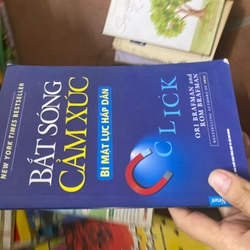 NEW YORK TIMES BESTSELLER
BẮT SÓNG
CẢM XÚC
BÍ MẬT LỰC HẤP DẪN
CLICK
ORI BRAFMAN and
ROM BRAFMAN